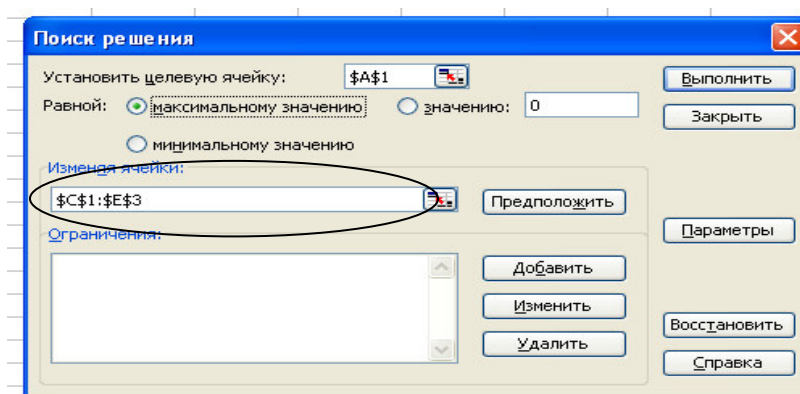 Поиск решения
Установить целевую ячейку: $A$1 Выполнить
Равной: максимальному значению значению: 0 Закрыть
минимальному значению
Изменяя ячейки:
$C$1:$E$3 Предположить
Параметры
Ограничения:
Добавить
Изменить
Восстановить
Удалить
Справка